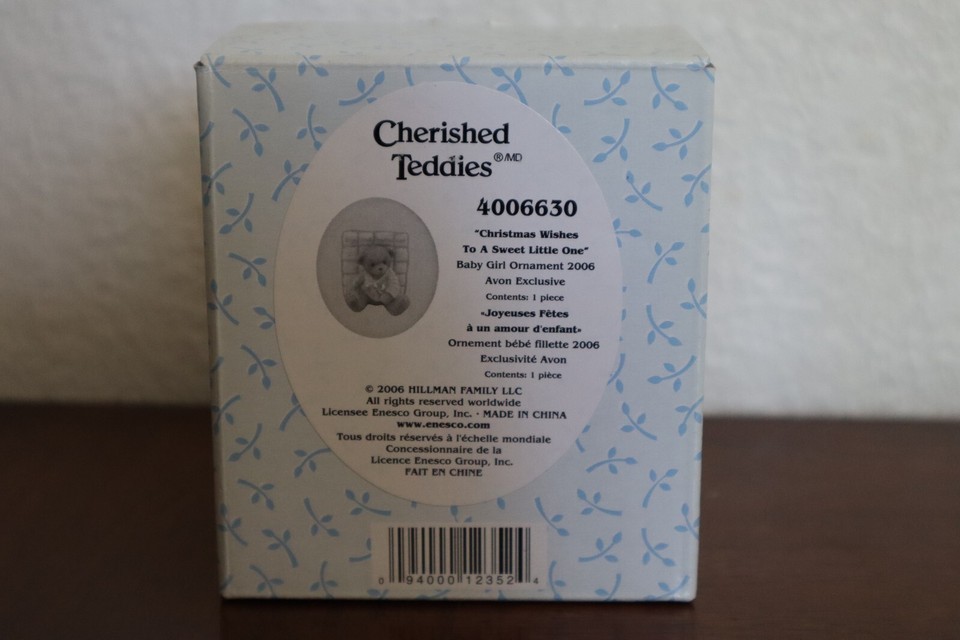 Cherished
Teddies®/MD
4006630
"Christmas Wishes
To A Sweet Little One"
Baby Girl Ornament 2006
Avon Exclusive
Contents: 1 piece
«Joyeuses Fêtes
à un amour d'enfant»
Ornement bébé fillette 2006
Exclusivité Avon
Contents: 1 pièce
© 2006 HILLMAN FAMILY LLC
All rights reserved worldwide
Licensee Enesco Group, Inc. · MADE IN CHINA
www.enesco.com
Tous droits réservés à l'échelle mondiale
Concessionnaire de la
Licence Enesco Group, Inc.
FAIT EN CHINE
0 94000 12352 4